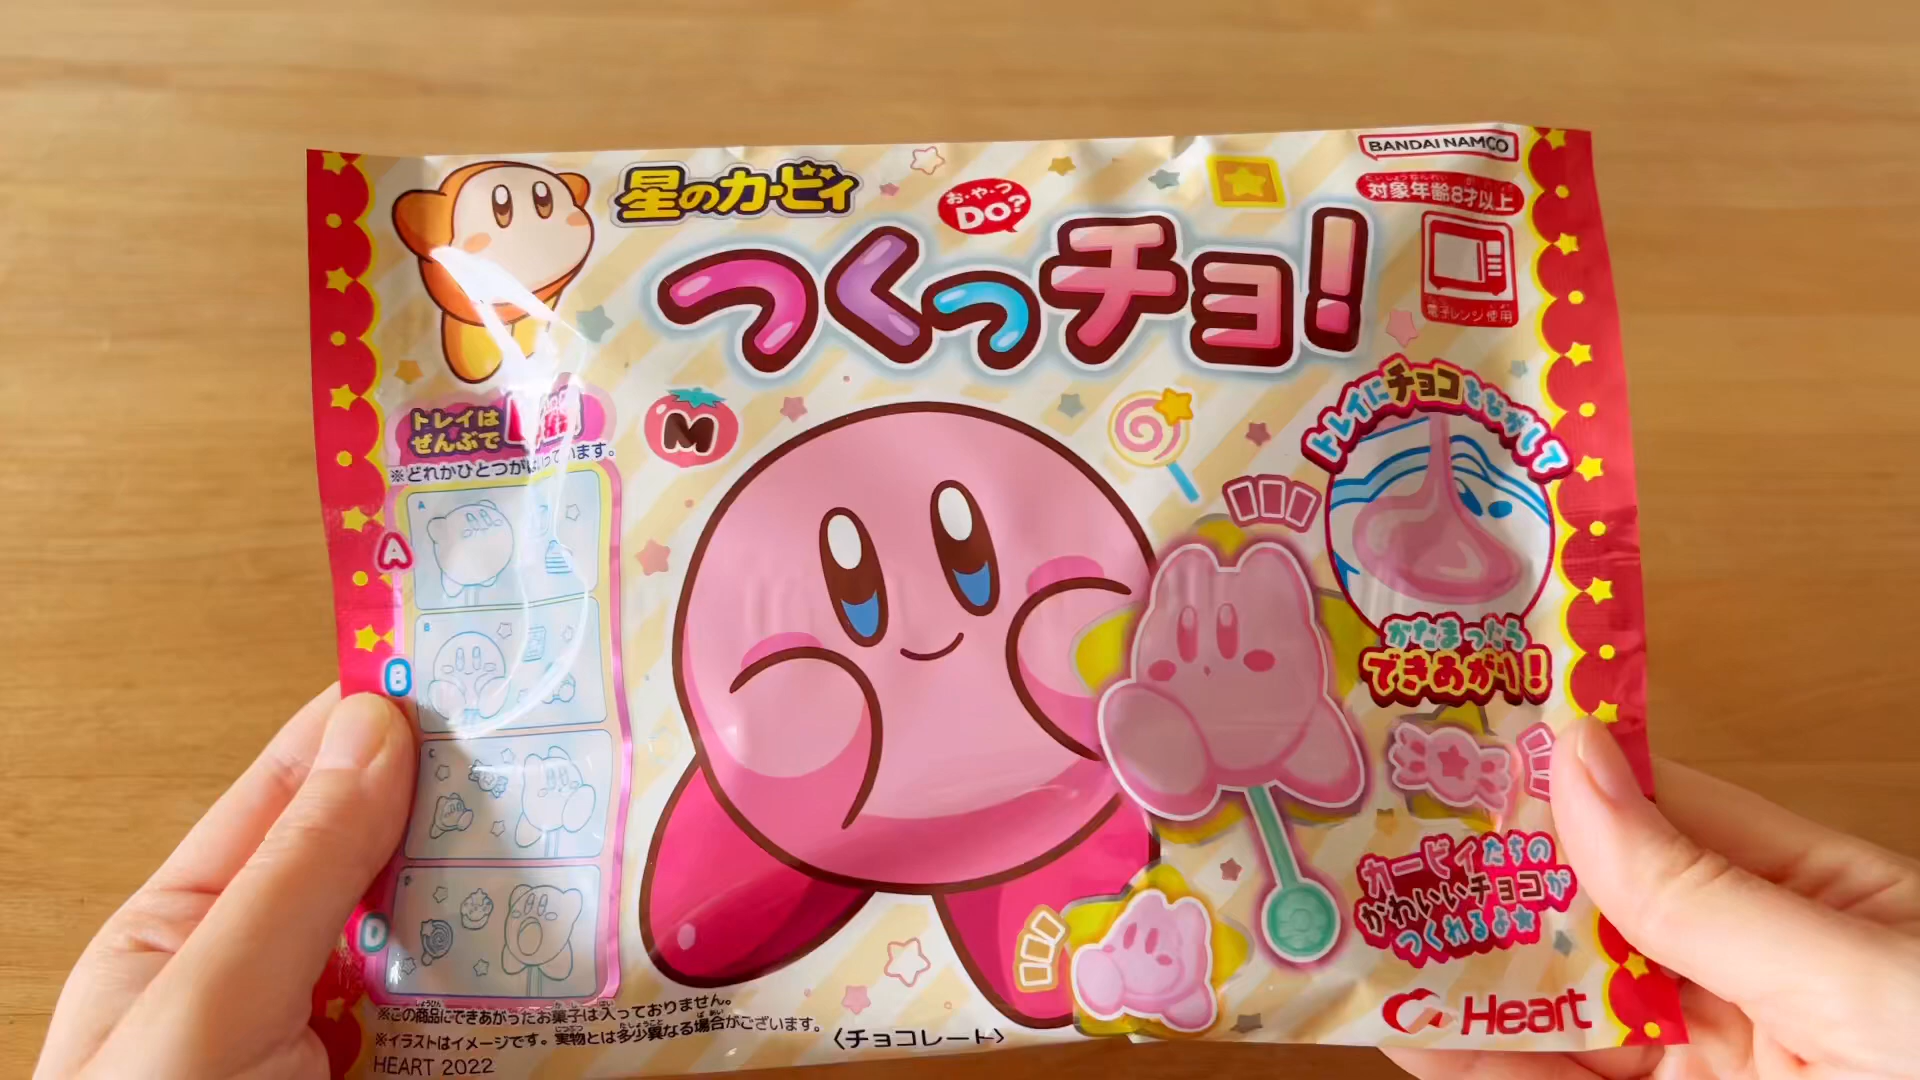 BANDAI NAMCO
星のカービィ
お・や・つ
DO?
対象年齢8才以上
つくっチョ!
電子レンジ使用
トレイは
ぜんぶで
※どれかひとつがはいっています。
M
トレイにチョコをながして
A
A
かたまったら
できあがり!
B
B
C
D
D
カービィたちの
かわいいチョコが
つくれるよ★
※この商品にできあがったお菓子は入っておりません。
※イラストはイメージです。実物とは多少異なる場合がございます。
HEART 2022
〈チョコレート〉
Heart